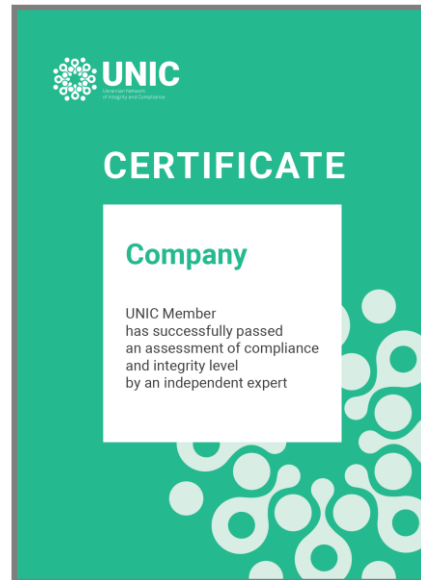 UNIC
Ukrainian Network
of Integrity and Compliance
CERTIFICATE
Company
UNIC Member
has successfully passed
an assessment of compliance
and integrity level
by an independent expert